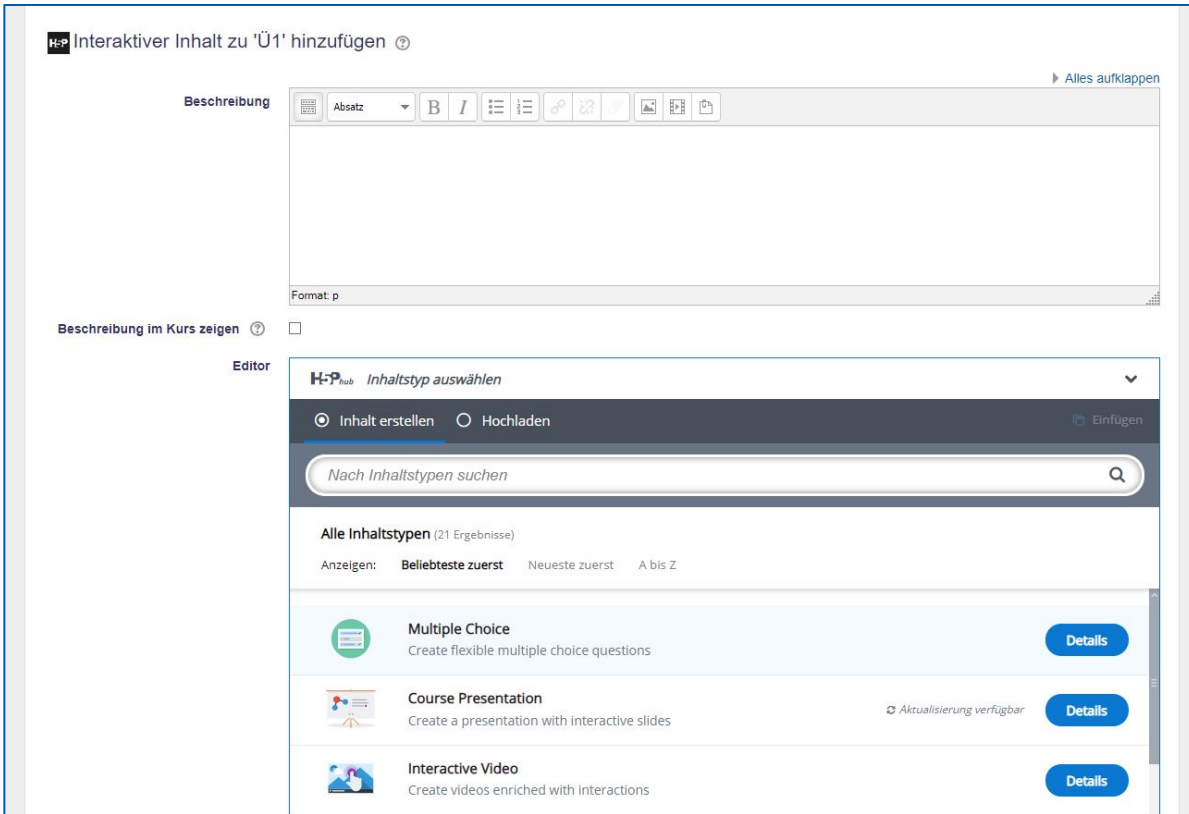 H5P Interaktiver Inhalt zu 'Ü1' hinzufügen
Alles aufklappen
Beschreibung
Absatz B I
Format: p
Beschreibung im Kurs zeigen
Editor
H5Phub Inhaltstyp auswählen
Inhalt erstellen Hochladen Einfügen
Nach Inhaltstypen suchen
Alle Inhaltstypen (21 Ergebnisse)
Anzeigen: Beliebteste zuerst Neueste zuerst A bis Z
Multiple Choice
Create flexible multiple choice questions
Details
Course Presentation
Create a presentation with interactive slides
Aktualisierung verfügbar
Details
Interactive Video
Create videos enriched with interactions
Details